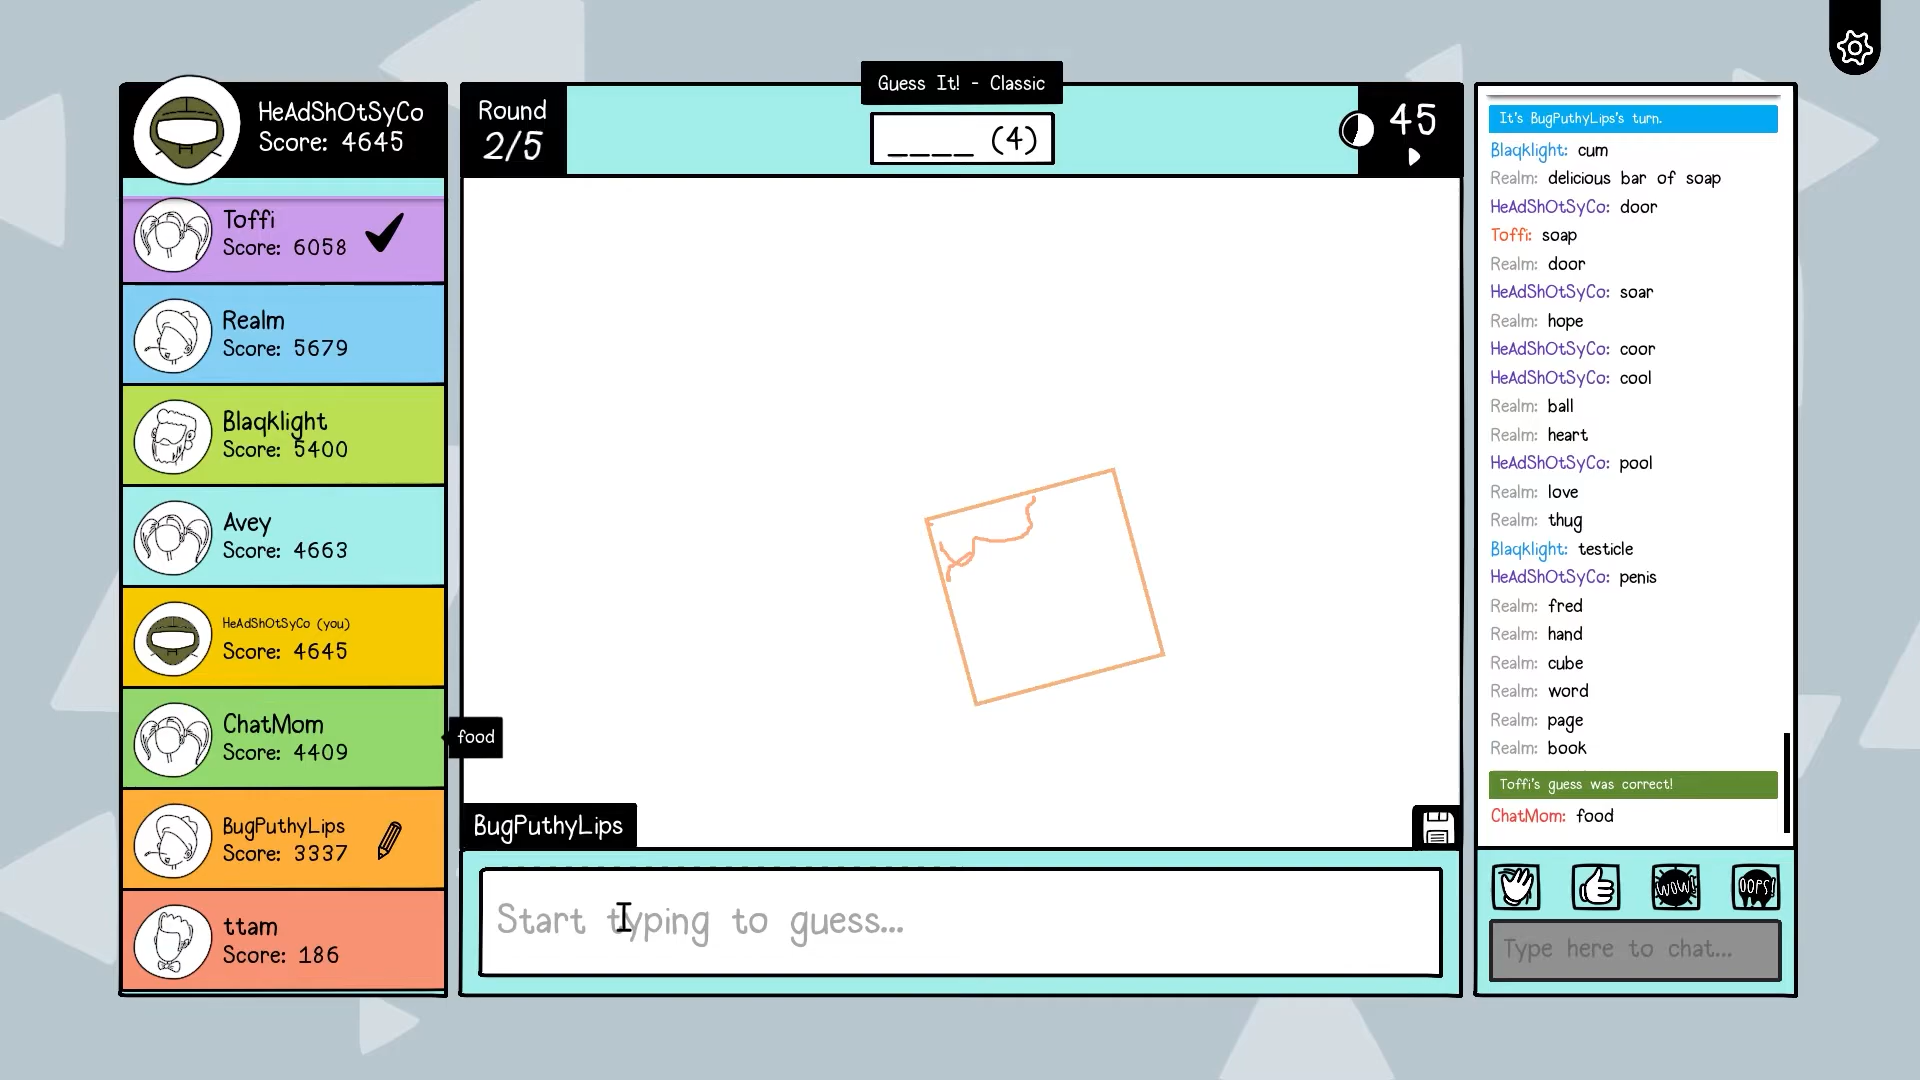 HeAdShOtSyCo
Score: 4645
Toffi
Score: 6058
Realm
Score: 5679
Blaqklight
Score: 5400
Avey
Score: 4663
HeAdShOtSyCo (you)
Score: 4645
ChatMom
Score: 4409
BugPuthyLips
Score: 3337
ttam
Score: 186
food
Round
2/5
Guess It! - Classic
____ (4)
45
BugPuthyLips
Start typing to guess...
It's BugPuthyLips's turn.
Blaqklight: cum
Realm: delicious bar of soap
HeAdShOtSyCo: door
Toffi: soap
Realm: door
HeAdShOtSyCo: soar
Realm: hope
HeAdShOtSyCo: coor
HeAdShOtSyCo: cool
Realm: ball
Realm: heart
HeAdShOtSyCo: pool
Realm: love
Realm: thug
Blaqklight: testicle
HeAdShOtSyCo: penis
Realm: fred
Realm: hand
Realm: cube
Realm: word
Realm: page
Realm: book
Toffi's guess was correct!
ChatMom: food
WOW!
OOPS!
Type here to chat...